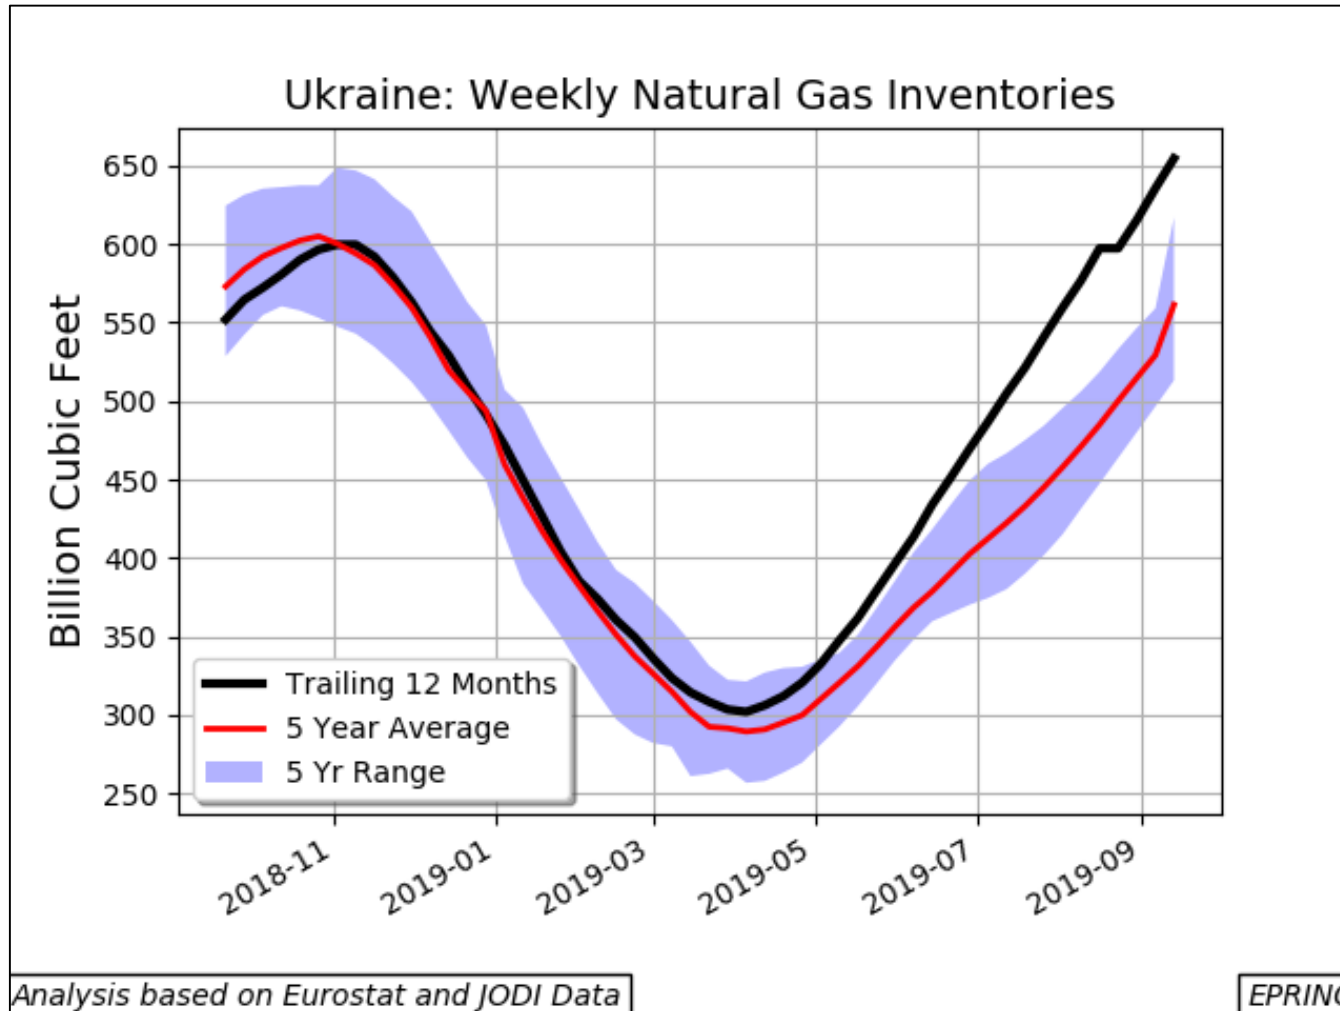 Ukraine: Weekly Natural Gas Inventories
Billion Cubic Feet
650
600
550
500
450
400
350
300
250
Trailing 12 Months
5 Year Average
5 Yr Range
2018-11
2019-01
2019-03
2019-05
2019-07
2019-09
Analysis based on Eurostat and JODI Data